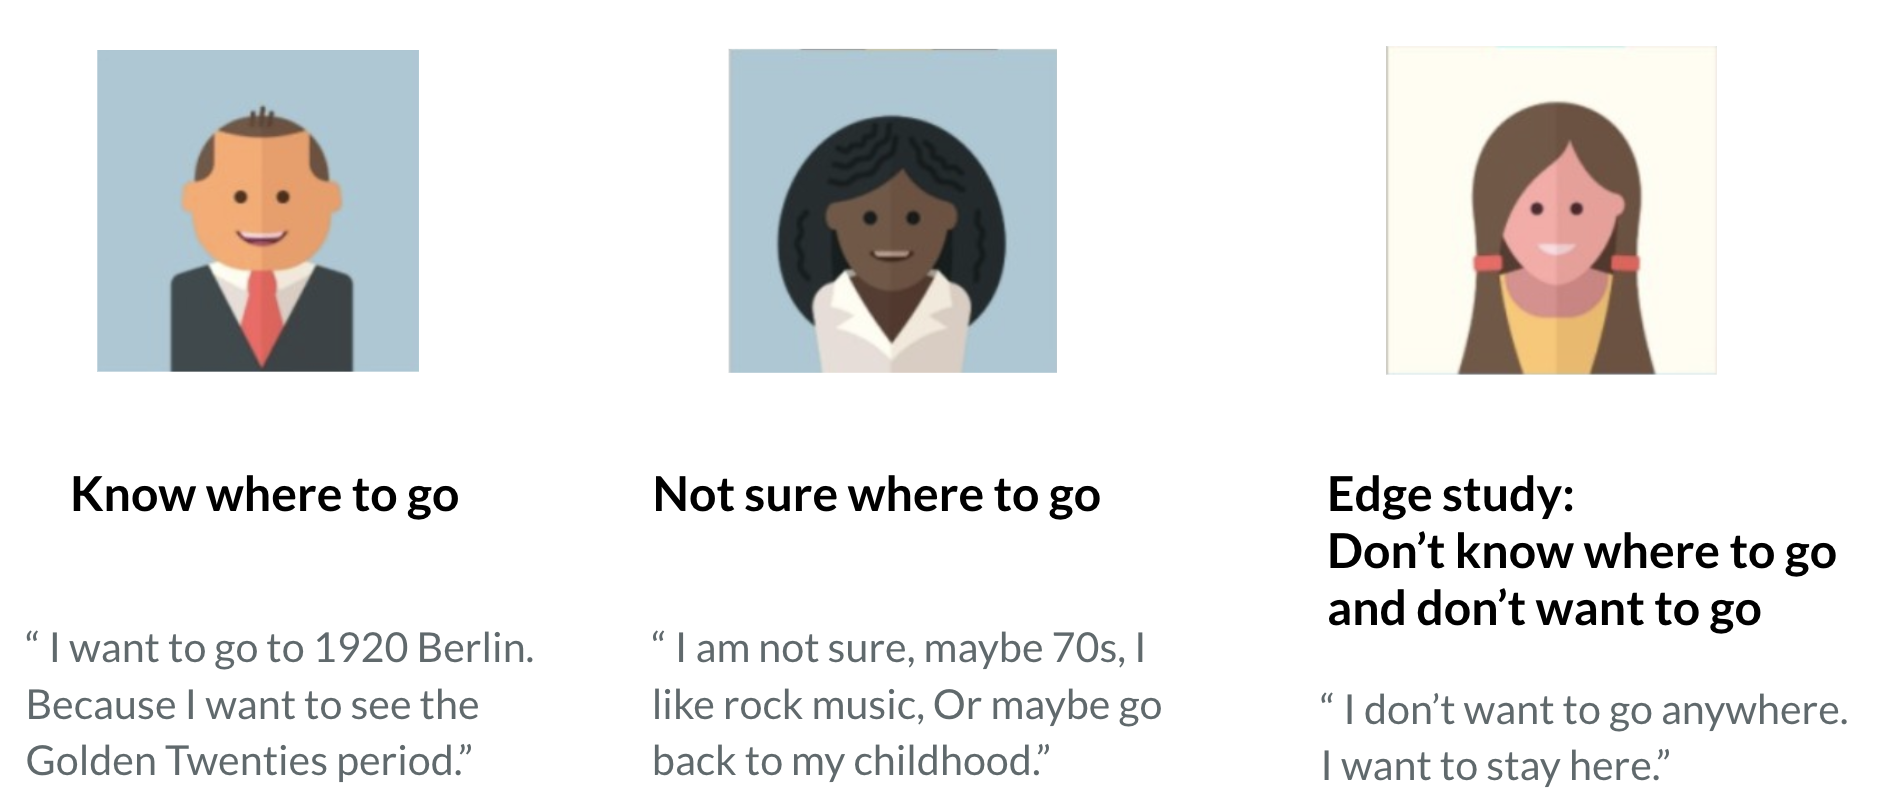 Know where to go
“ I want to go to 1920 Berlin.
Because I want to see the
Golden Twenties period.”
Not sure where to go
“ I am not sure, maybe 70s, I
like rock music, Or maybe go
back to my childhood.”
Edge study:
Don’t know where to go
and don’t want to go
“ I don’t want to go anywhere.
I want to stay here.”